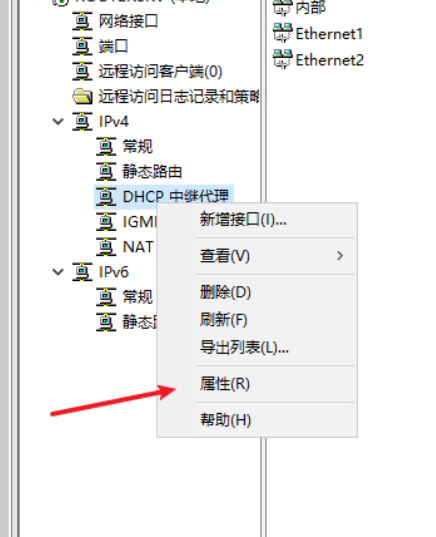 内部
网络接口
Ethernet1
端口
Ethernet2
远程访问客户端(0)
远程访问日志记录和策略
IPv4
常规
静态路由
DHCP 中继代理
新增接口(I)...
IGM
NAT
查看(V)
IPv6
删除(D)
常规
刷新(F)
静态
导出列表(L)...
属性(R)
帮助(H)